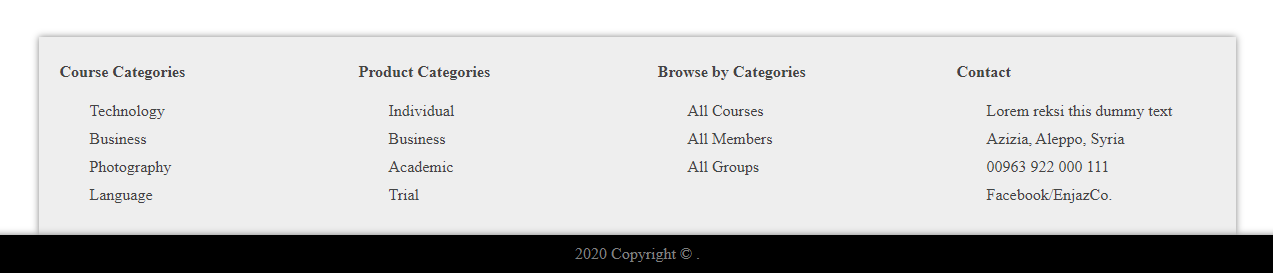 Course Categories
Technology
Business
Photography
Language
Product Categories
Individual
Business
Academic
Trial
Browse by Categories
All Courses
All Members
All Groups
Contact
Lorem reksi this dummy text
Azizia, Aleppo, Syria
00963 922 000 111
Facebook/EnjazCo.
2020 Copyright © .